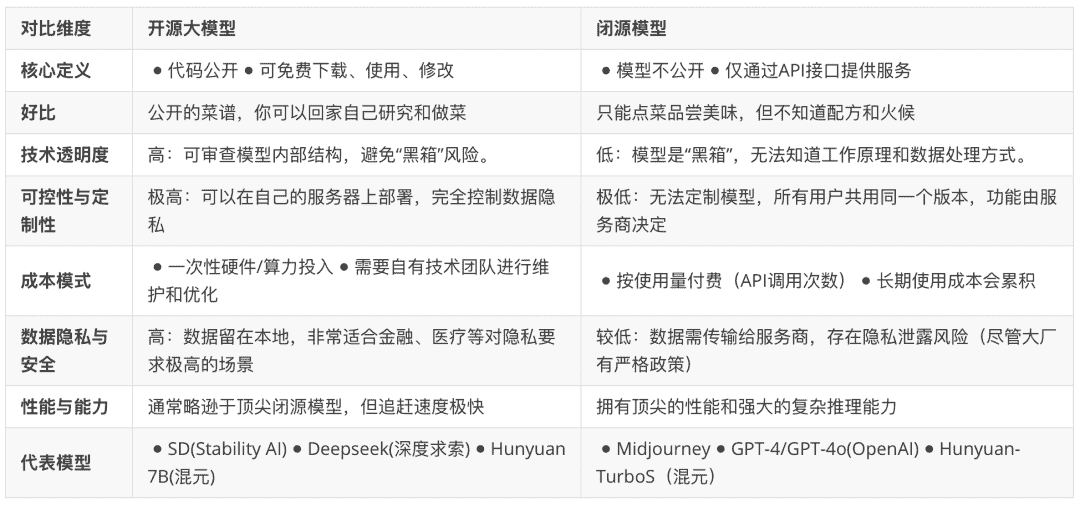 对比维度 开源大模型 闭源模型
核心定义 ● 代码公开 ● 可免费下载、使用、修改 ● 模型不公开 ● 仅通过API接口提供服务
好比 公开的菜谱，你可以回家自己研究和做菜 只能点菜品尝美味，但不知道配方和火候
技术透明度 高：可审查模型内部结构，避免“黑箱”风险。 低：模型是“黑箱”，无法知道工作原理和数据处理方式。
可控性与定
制性
极高：可以在自己的服务器上部署，完全控制数据隐
私
极低：无法定制模型，所有用户共用同一个版本，功能由服
务商决定
成本模式
● 一次性硬件/算力投入 ● 需要自有技术团队进行维
护和优化
● 按使用量付费（API调用次数） ● 长期使用成本会累积
数据隐私与
安全
高：数据留在本地，非常适合金融、医疗等对隐私要
求极高的场景
较低：数据需传输给服务商，存在隐私泄露风险（尽管大厂
有严格政策）
性能与能力 通常略逊于顶尖闭源模型，但追赶速度极快 拥有顶尖的性能和强大的复杂推理能力
代表模型
● SD(Stability AI) ● Deepseek(深度求索) ● Hunyuan
7B(混元)
● Midjourney ● GPT-4/GPT-4o(OpenAI) ● Hunyuan-
TurboS（混元）